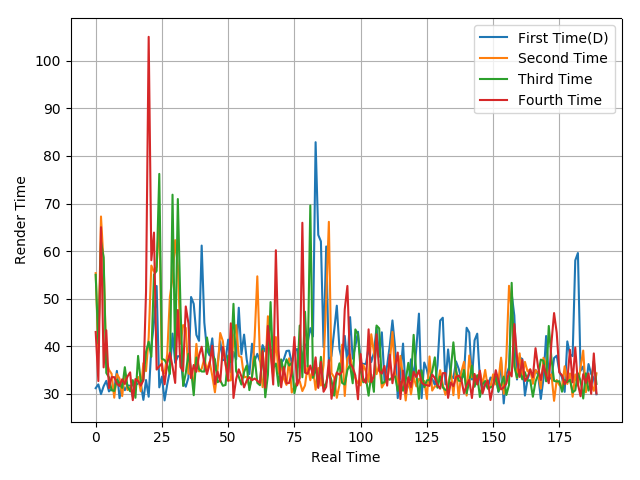 First Time(D)
Second Time
Third Time
Fourth Time
100
90
80
70
60
50
40
30
Render Time
0
25
50
75
100
125
150
175
Real Time